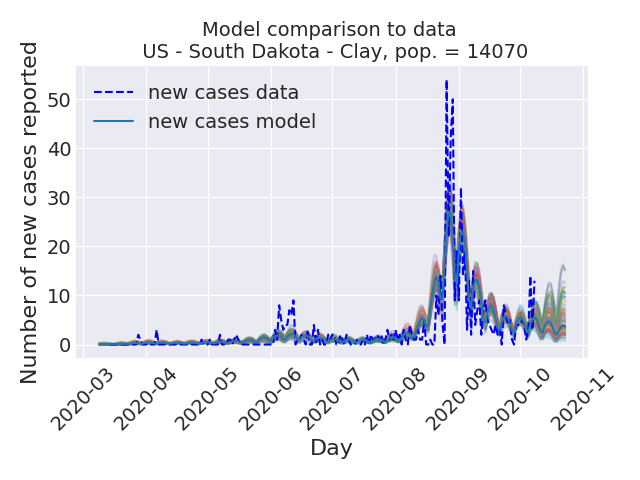 Model comparison to data
US - South Dakota - Clay, pop. = 14070
Number of new cases reported
50
40
30
20
10
0
new cases data
new cases model
2020-03
2020-04
2020-05
2020-06
2020-07
2020-08
2020-09
2020-10
2020-11
Day